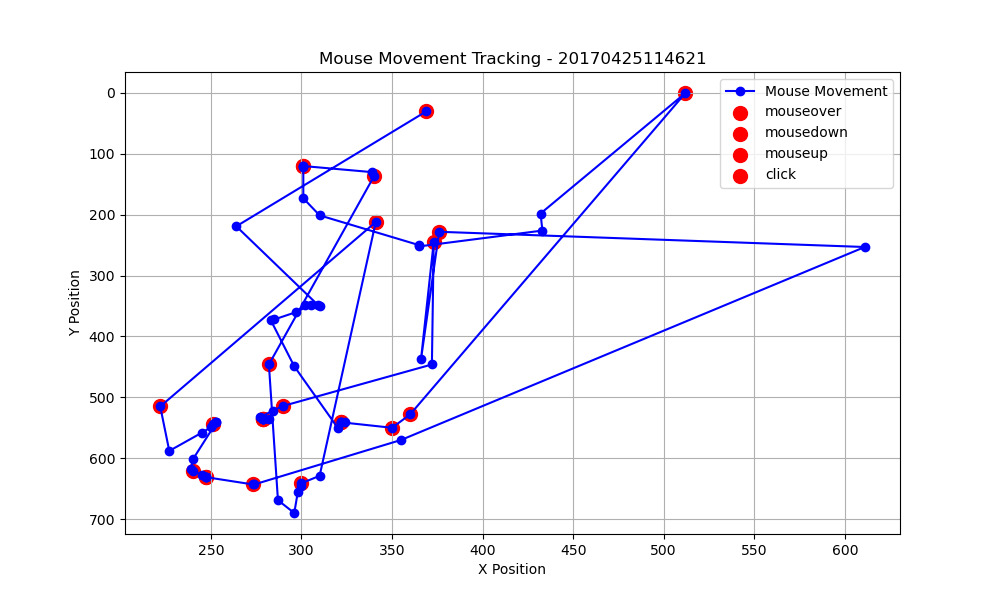 Mouse Movement Tracking - 20170425114621
Mouse Movement
mouseover
mousedown
mouseup
click
Y Position
0
100
200
300
400
500
600
700
250
300
350
400
450
500
550
600
X Position